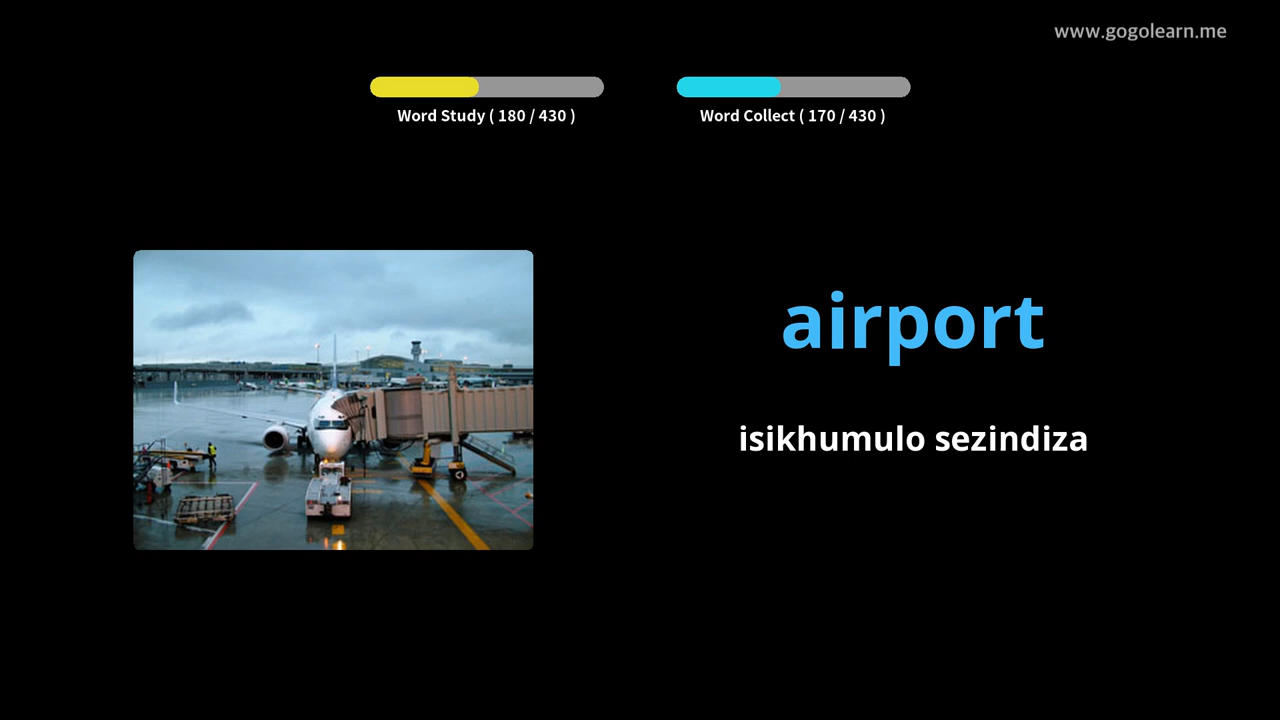 www.gogolearn.me
Word Study ( 180 / 430 )
Word Collect ( 170 / 430 )
airport
isikhumulo sezindiza